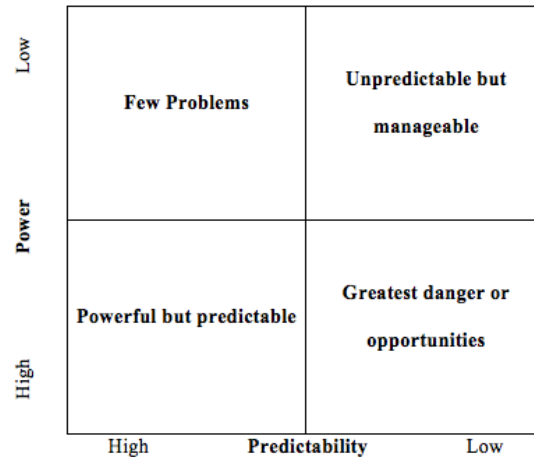 Low
Few Problems
Unpredictable but
manageable
Power
Powerful but predictable
Greatest danger or
opportunities
High
High
Predictability
Low